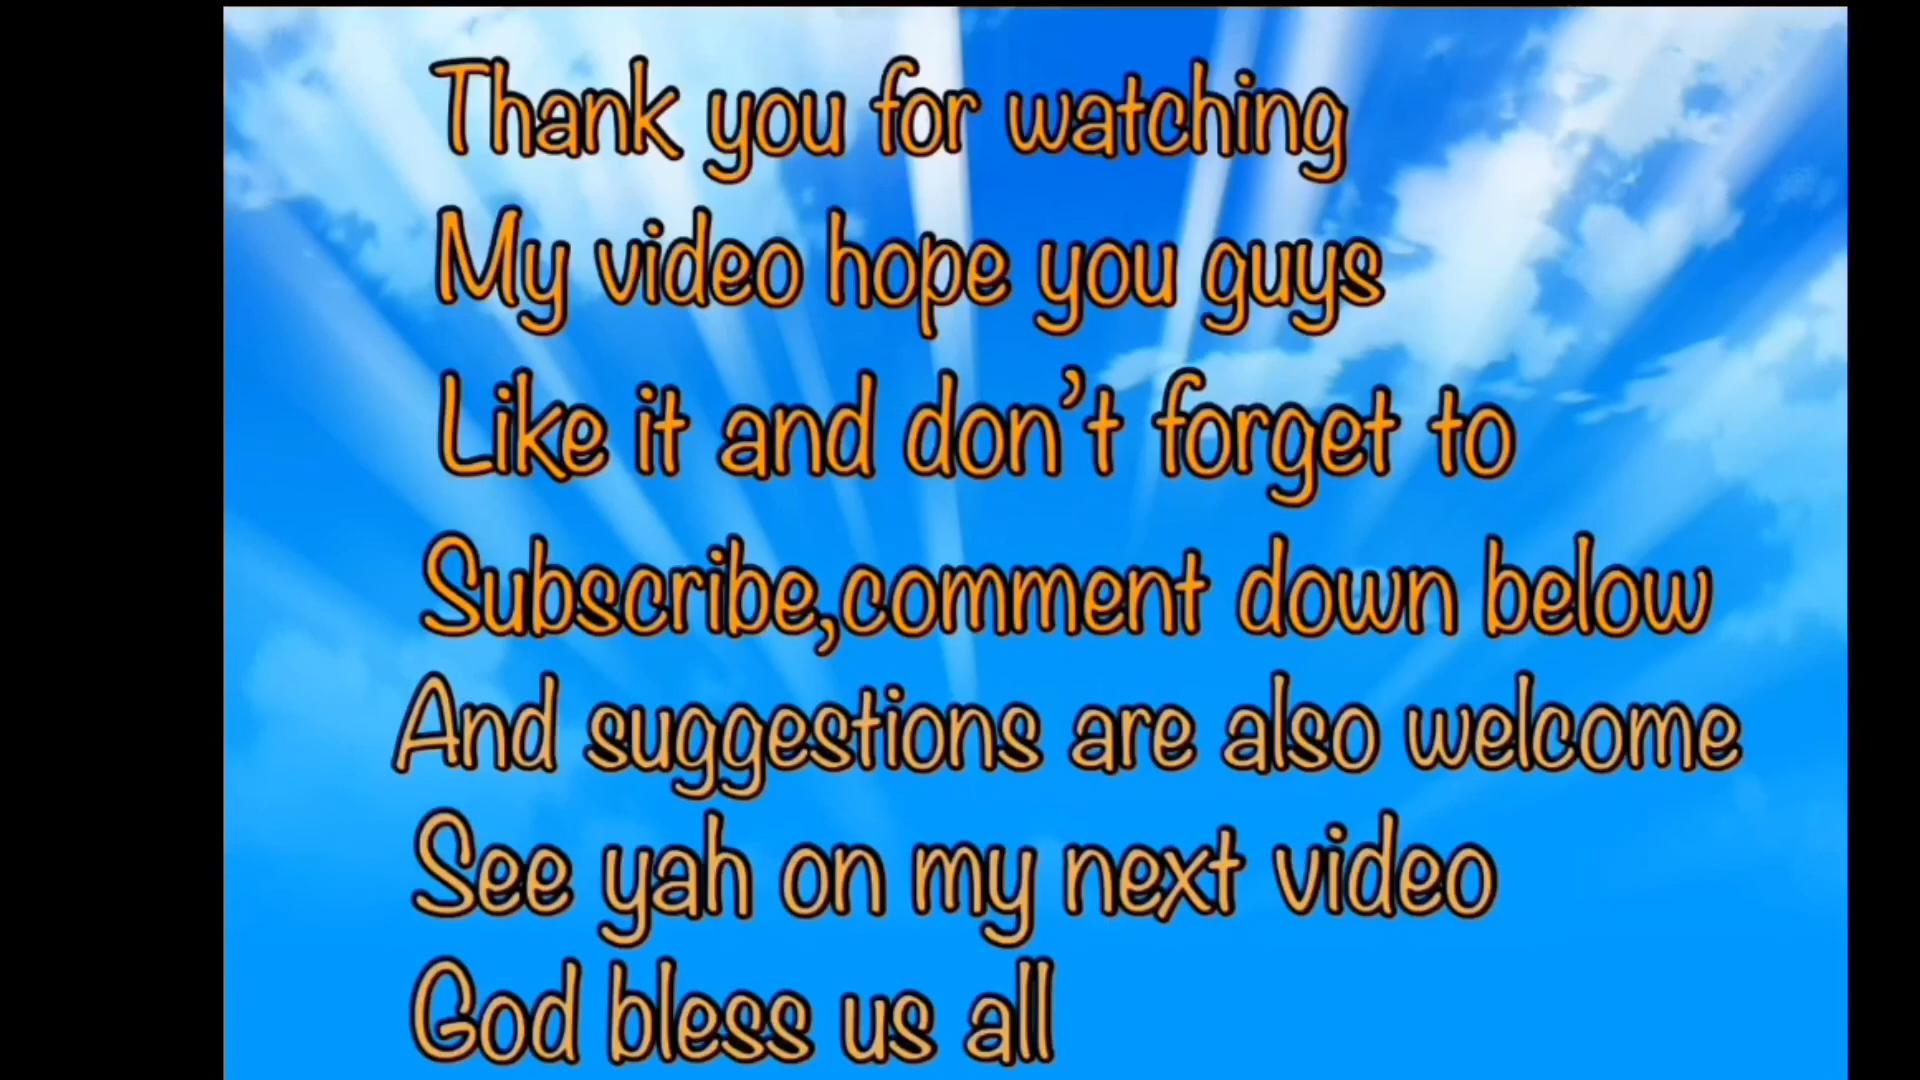 Thank you for watching
My video hope you guys
Like it and don’t forget to
Subscribe,comment down below
And suggestions are also welcome
See yah on my next video
God bless us all